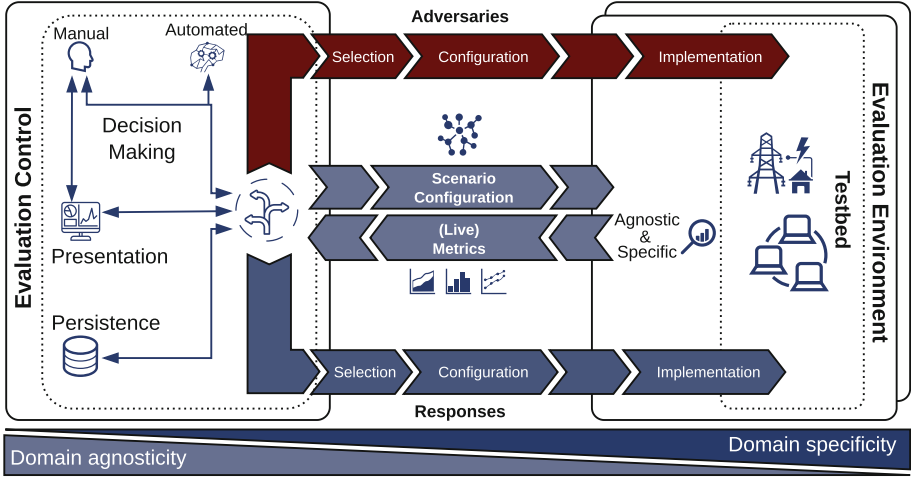 Adversaries
Manual
Automated
Selection
Configuration
Implementation
Evaluation Control
Decision
Making
Scenario
Configuration
(Live)
Metrics
Agnostic
&
Specific
Testbed
Evaluation Environment
Presentation
Persistence
Selection
Configuration
Implementation
Responses
Domain specificity
Domain agnosticity